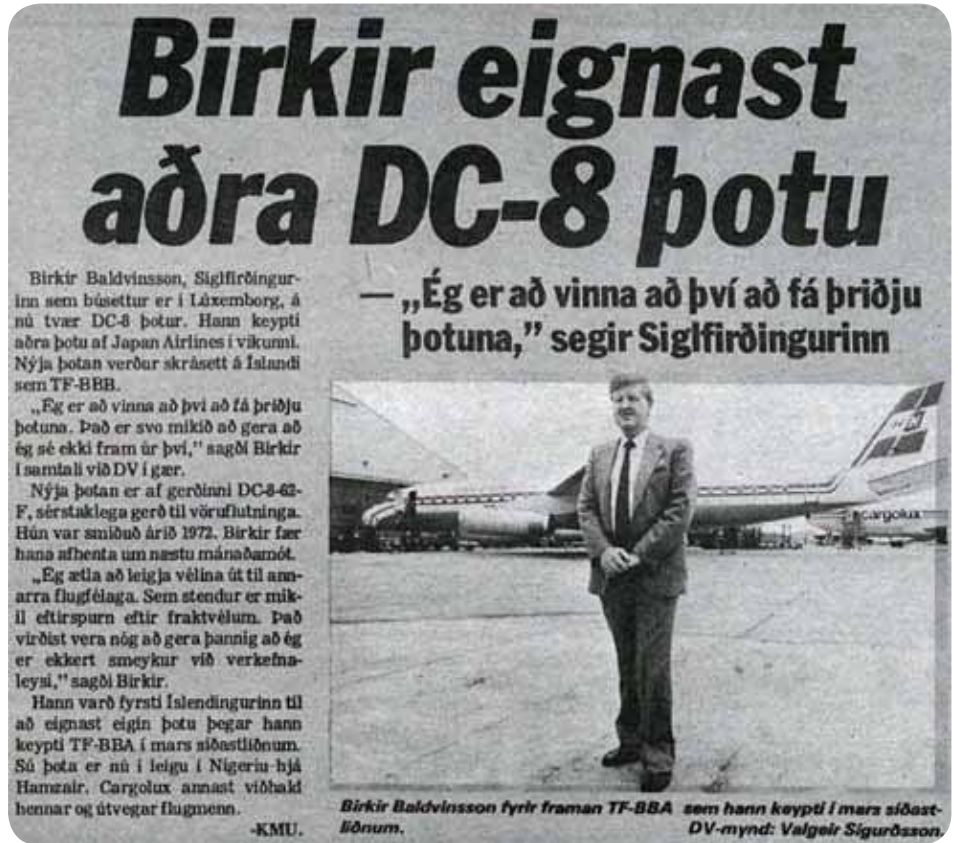 Birkir eignast
aðra DC-8 þotu
— „Ég er að vinna að því að fá þriðju
þotuna,” segir Siglfirðingurinn
Birkir Baldvinsson, Siglfirðingur-
inn sem búsettur er í Lúxemborg, á
nú tvær DC-8 þotur. Hann keypti
aðra þotu af Japan Airlines í vikunni.
Nýja þotan verður skrásett á Íslandi
sem TF-BBB.
„Ég er að vinna að því að fá þriðju
þotuna. Það er svo mikið að gera að
ég sé ekki fram úr því,” sagði Birkir
í samtali við DV í gær.
Nýja þotan er af gerðinni DC-8-62-
F, sérstaklega gerð til vöruflutninga.
Hún var smíðuð árið 1972. Birkir fær
hana afhenta um næstu mánaðamót.
„Ég ætla að leigja vélina út til ann-
arra flugfélaga. Sem stendur er mik-
il eftirspurn eftir fraktvélum. Það
virðist vera nóg að gera þannig að ég
er ekkert smeykur við verkefna-
leysi,” sagði Birkir.
Hann varð fyrsti Íslendingurinn til
að eignast eigin þotu þegar hann
keypti TF-BBA í mars síðastliðnum.
Sú þota er nú í leigu í Nígeríu hjá
Hamzair. Cargolux annast viðhald
hennar og útvegar flugmenn.
-KMU.
cargolux
Birkir Baldvinsson fyrir framan TF-BBA sem hann keypti í mars síðast-
liðnum. DV-mynd: Valgeir Sigurðsson.